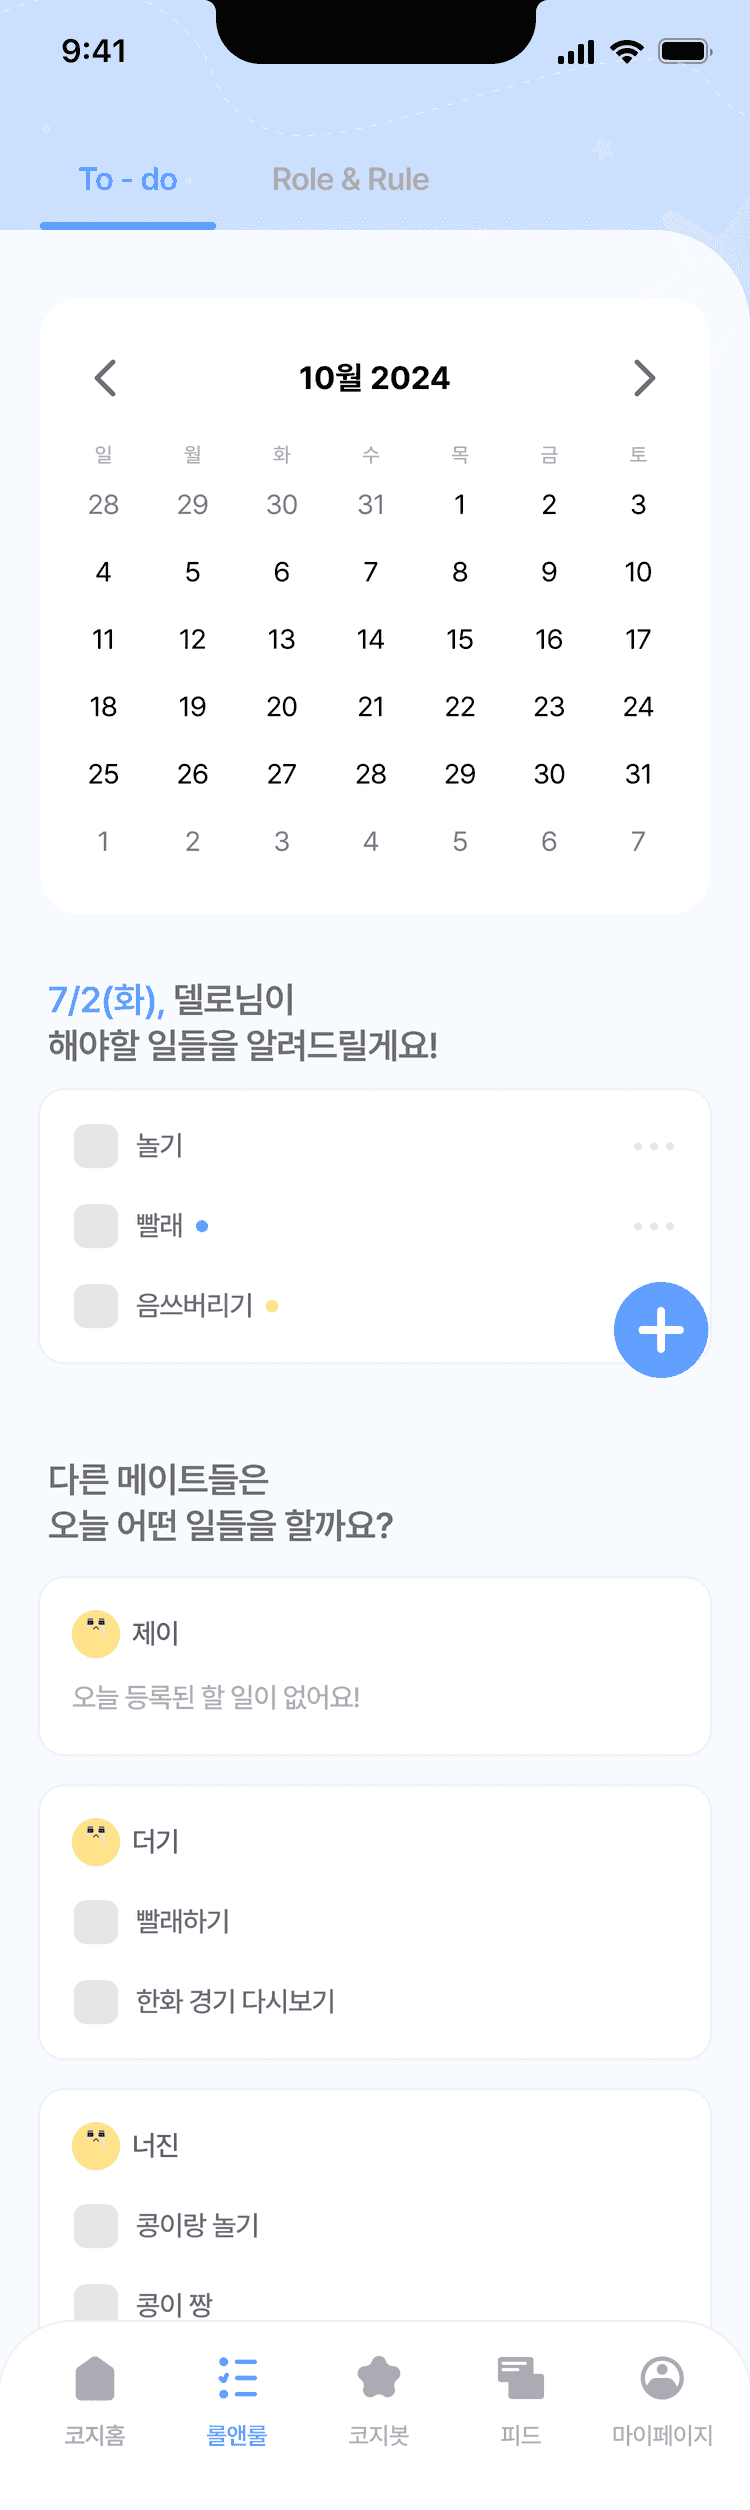 9:41
To - do
Role & Rule
10월 2024
일 월 화 수 목 금 토
28 29 30 31 1 2 3
4 5 6 7 8 9 10
11 12 13 14 15 16 17
18 19 20 21 22 23 24
25 26 27 28 29 30 31
1 2 3 4 5 6 7
7/2(화), 델로님이
해야할 일들을 알려드릴게요!
놀기
빨래
음쓰버리기
다른 메이트들은
오늘 어떤 일들을 할까요?
제이
오늘 등록된 할 일이 없어요!
더기
빨래하기
한화 경기 다시보기
너진
콩이랑 놀기
콩이 짱
코지홈 롤앤룰 코지봇 피드 마이페이지